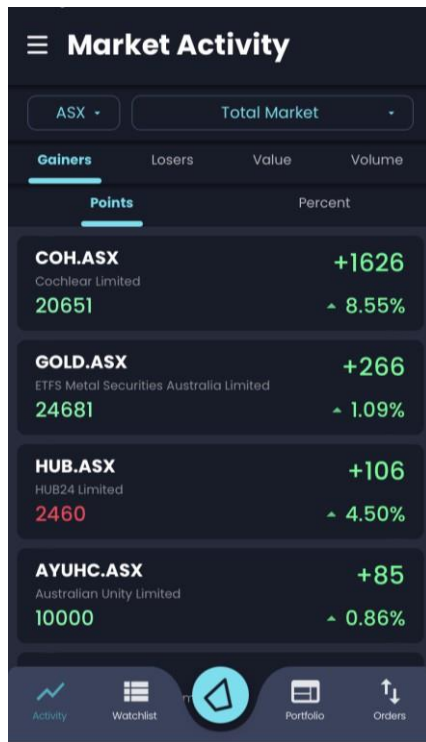 Market Activity
ASX
Total Market
Gainers Losers Value Volume
Points Percent
COH.ASX +1626
Cochlear Limited
20651 8.55%
GOLD.ASX +266
ETFS Metal Securities Australia Limited
24681 1.09%
HUB.ASX +106
HUB24 Limited
2460 4.50%
AYUHC.ASX +85
Australian Unity Limited
10000 0.86%
Activity Watchlist Portfolio Orders